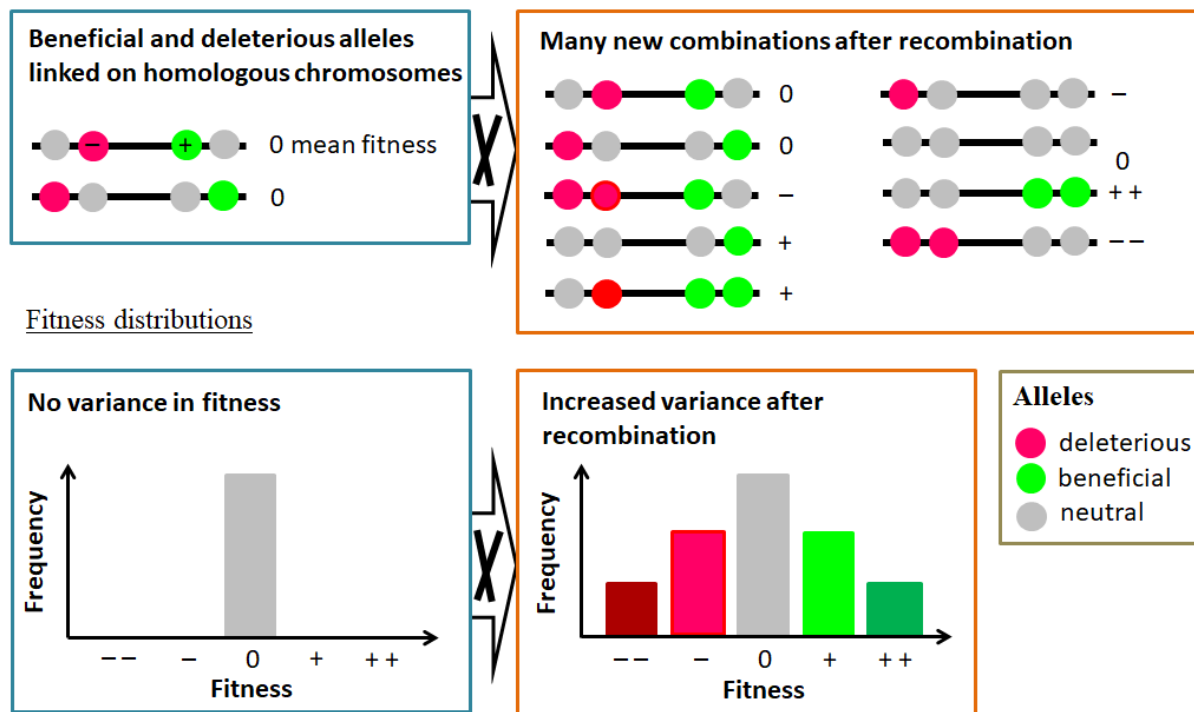 Beneficial and deleterious alleles
linked on homologous chromosomes
− + 0 mean fitness
0
Many new combinations after recombination
0
0
−
+
+
−
0
+ +
− −
Fitness distributions
No variance in fitness
Frequency
− − − 0 + + +
Fitness
Increased variance after
recombination
Frequency
− − − 0 + + +
Fitness
Alleles
deleterious
beneficial
neutral